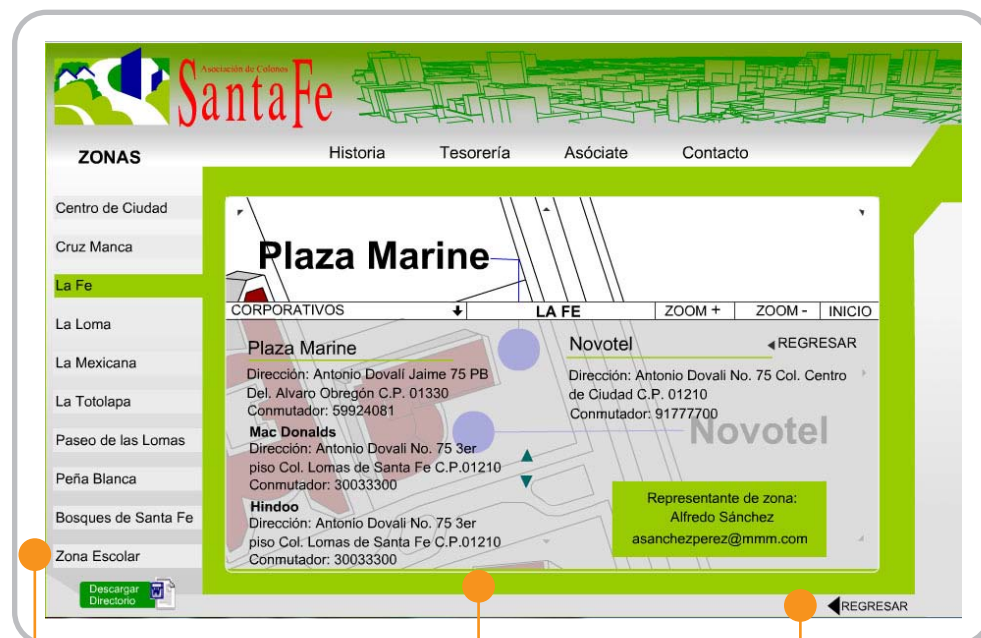 Asociación de Colonos
Santa Fe
ZONAS
Historia Tesorería Asóciate Contacto
Centro de Ciudad
Cruz Manca
La Fe
La Loma
La Mexicana
La Totolapa
Paseo de las Lomas
Peña Blanca
Bosques de Santa Fe
Zona Escolar
Descargar
Directorio
Plaza Marine
CORPORATIVOS LA FE ZOOM + ZOOM - INICIO
Plaza Marine
Dirección: Antonio Dovalí Jaime 75 PB
Del. Alvaro Obregón C.P. 01330
Conmutador: 59924081
Mac Donalds
Dirección: Antonio Dovali No. 75 3er
piso Col. Lomas de Santa Fe C.P.01210
Conmutador: 30033300
Hindoo
Dirección: Antonio Dovali No. 75 3er
piso Col. Lomas de Santa Fe C.P.01210
Conmutador: 30033300
Novotel
REGRESAR
Dirección: Antonio Dovali No. 75 Col. Centro
de Ciudad C.P. 01210
Conmutador: 91777700
Novotel
Representante de zona:
Alfredo Sánchez
asanchezperez@mmm.com
REGRESAR